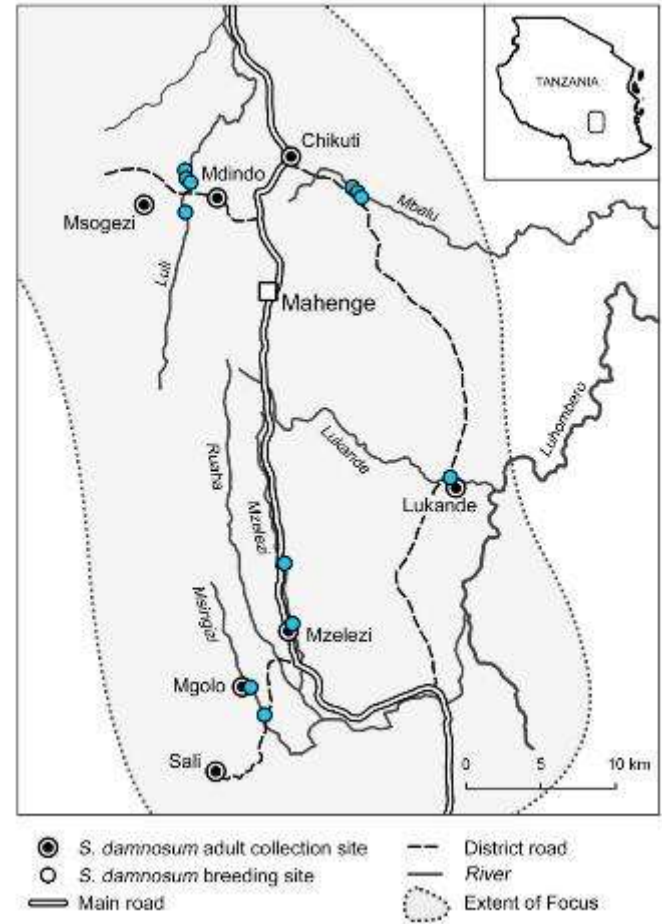 TANZANIA
Chikuti
Mdindo
Msogezi
Mbalu
Luli
Mahenge
Luhombero
Lukande
Ruaha
Mzelezi
Lukande
Msingizi
Mzelezi
Mgolo
Sali
0 5 10 km
S. damnosum adult collection site
S. damnosum breeding site
Main road
District road
River
Extent of Focus